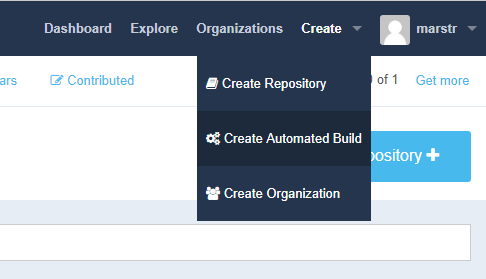 Dashboard Explore Organizations Create marstr
ars Contributed of 1 Get more
Create Repository
Create Automated Build
pository
Create Organization